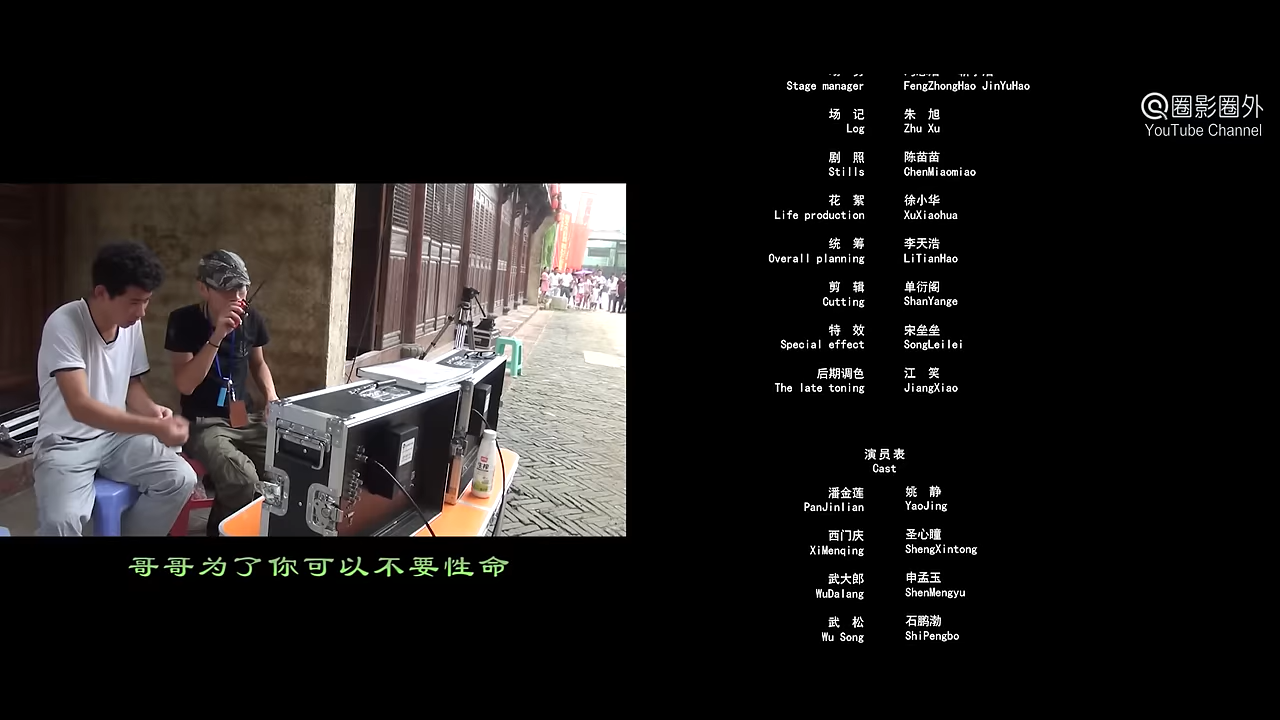 Stage manager FengZhongHao JinYuHao
场 记 朱 旭
Log Zhu Xu
剧 照 陈苗苗
Stills ChenMiaomiao
花 絮 徐小华
Life production XuXiaohua
统 筹 李天浩
Overall planning LiTianHao
剪 辑 单衍阁
Cutting ShanYange
特 效 宋垒垒
Special effect SongLeilei
后期调色 江 笑
The late toning JiangXiao
演员表
Cast
潘金莲 姚 静
PanJinlian YaoJing
西门庆 圣心瞳
XiMenqing ShengXintong
武大郎 申孟玉
WuDalang ShenMengyu
武 松 石鹏渤
Wu Song ShiPengbo
圈影圈外
YouTube Channel
哥哥为了你可以不要性命